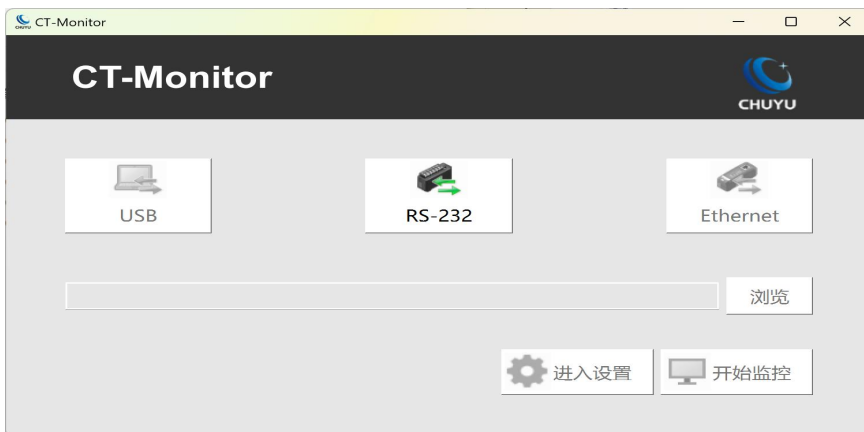 CT-Monitor
CT-Monitor
CHUYU
USB
RS-232
Ethernet
浏览
进入设置
开始监控